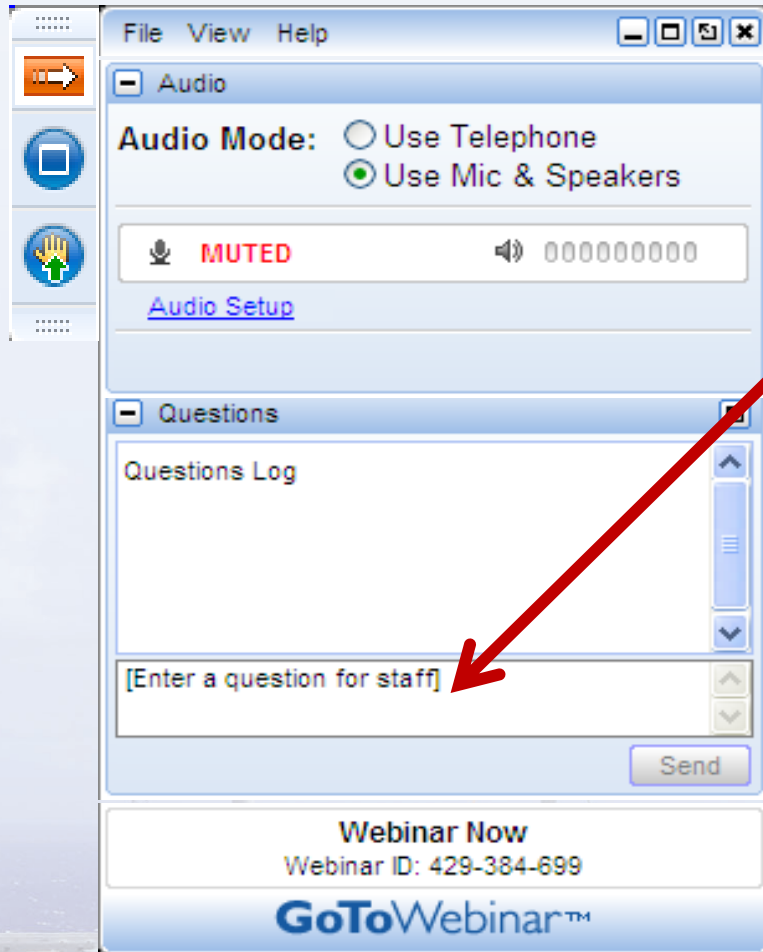 File View Help
Audio
Audio Mode: Use Telephone
Use Mic & Speakers
MUTED 000000000
Audio Setup
Questions
Questions Log
[Enter a question for staff]
Send
Webinar Now
Webinar ID: 429-384-699
GoToWebinar™